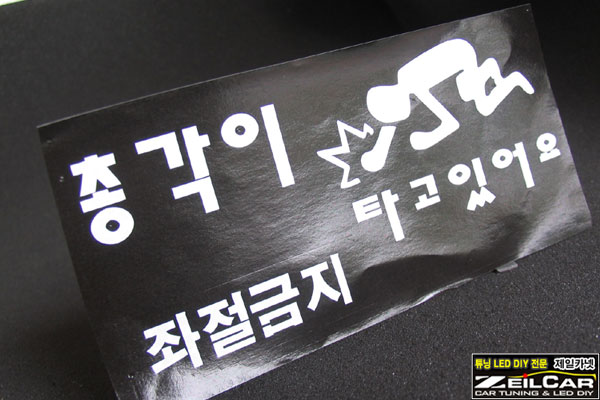 총각이
타고있어요
좌절금지
튜닝 LED DIY 전문 제일카넷
ZEILCAR
CAR TUNING & LED DIY